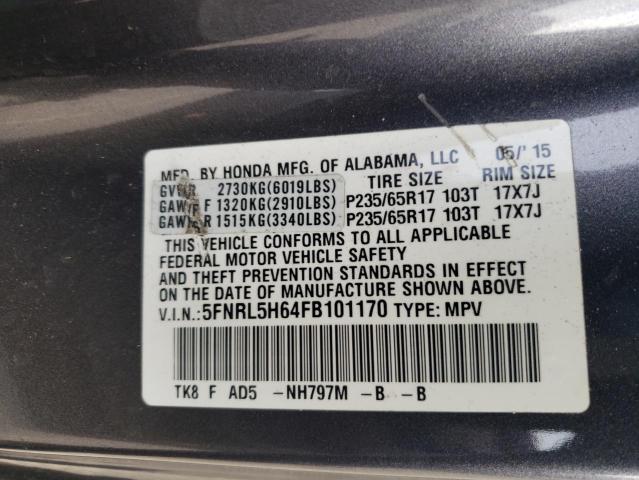 MFD. BY HONDA MFG. OF ALABAMA, LLC 05/'15
GVWR 2730KG(6019LBS) TIRE SIZE RIM SIZE
GAWR F 1320KG(2910LBS) P235/65R17 103T 17X7J
GAWR R 1515KG(3340LBS) P235/65R17 103T 17X7J
THIS VEHICLE CONFORMS TO ALL APPLICABLE
FEDERAL MOTOR VEHICLE SAFETY
AND THEFT PREVENTION STANDARDS IN EFFECT
ON THE DATE OF MANUFACTURE SHOWN ABOVE.
V.I.N.: 5FNRL5H64FB101170 TYPE: MPV
TK8 F AD5 -NH797M -B -B